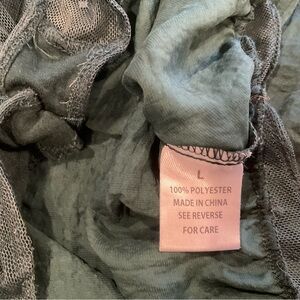 L
100% POLYESTER
MADE IN CHINA
SEE REVERSE
FOR CARE